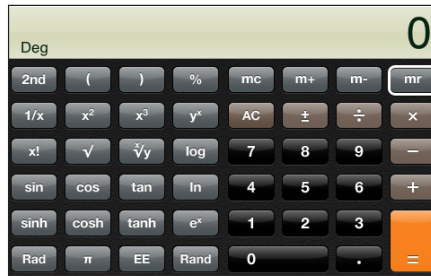 0
Deg
2nd ( ) % mc m+ m- mr
1/x x² x³ yˣ AC ± ÷ ×
x! √ ˣ√y log 7 8 9 −
sin cos tan ln 4 5 6 +
sinh cosh tanh eˣ 1 2 3
Rad π EE Rand 0 . =